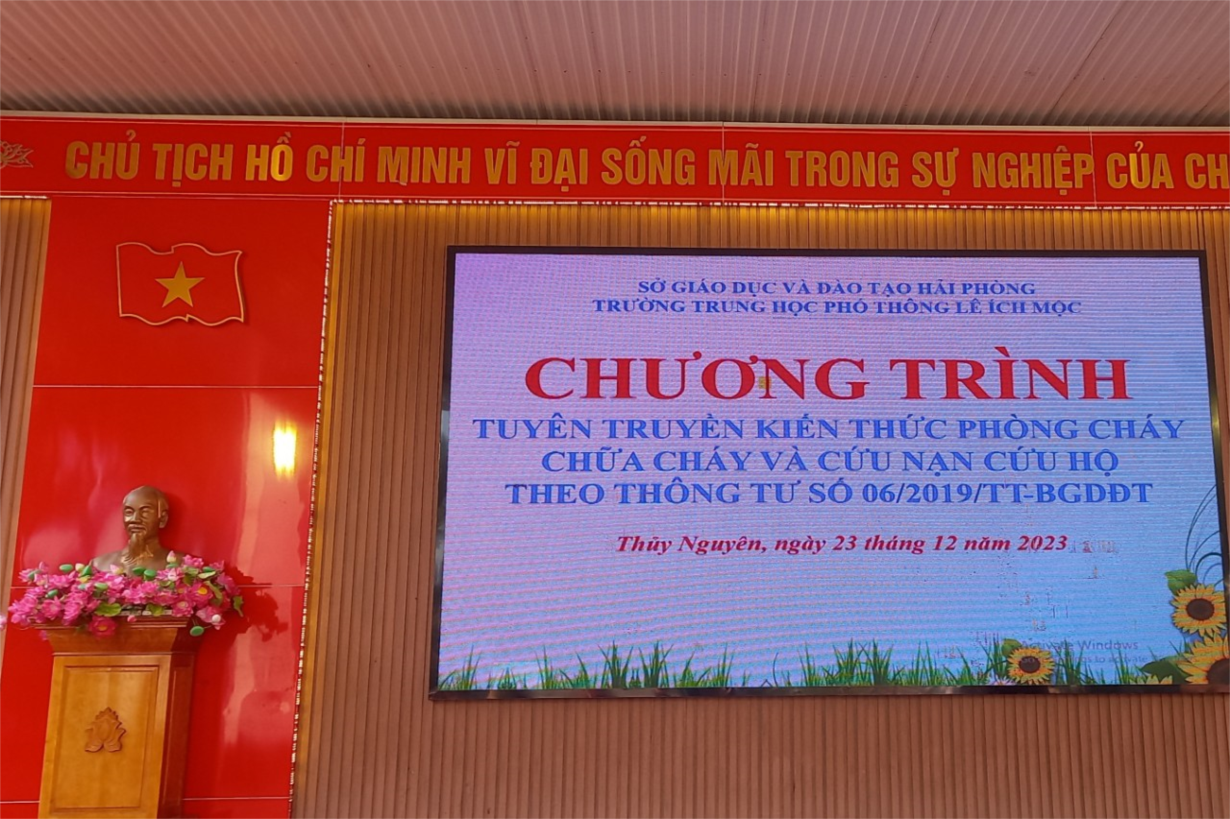 CHỦ TỊCH HỒ CHÍ MINH VĨ ĐẠI SỐNG MÃI TRONG SỰ NGHIỆP CỦA CH
SỞ GIÁO DỤC VÀ ĐÀO TẠO HẢI PHÒNG
TRƯỜNG TRUNG HỌC PHỔ THÔNG LÊ ÍCH MỘC
CHƯƠNG TRÌNH
TUYÊN TRUYỀN KIẾN THỨC PHÒNG CHÁY
CHỮA CHÁY VÀ CỨU NẠN CỨU HỘ
THEO THÔNG TƯ SỐ 06/2019/TT-BGDĐT
Thủy Nguyên, ngày 23 tháng 12 năm 2023
Windows